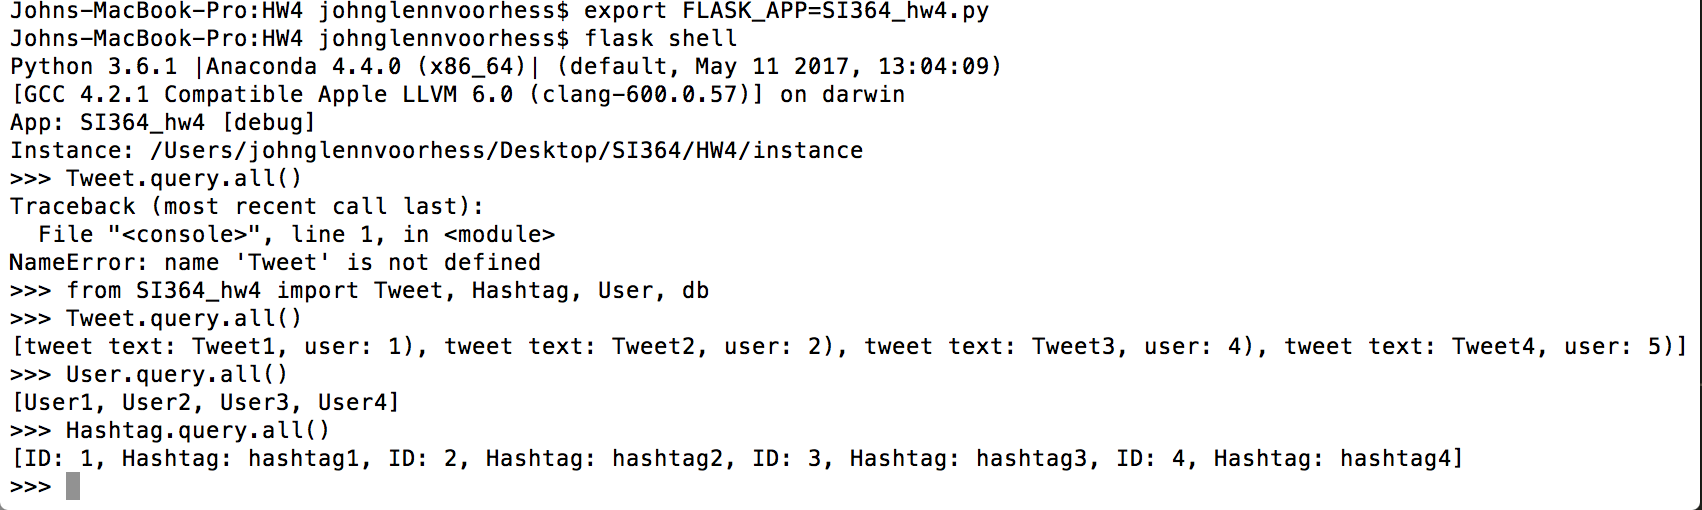 Johns-MacBook-Pro:HW4 johnglennvoorhess$ export FLASK_APP=SI364_hw4.py
Johns-MacBook-Pro:HW4 johnglennvoorhess$ flask shell
Python 3.6.1 |Anaconda 4.4.0 (x86_64)| (default, May 11 2017, 13:04:09)
[GCC 4.2.1 Compatible Apple LLVM 6.0 (clang-600.0.57)] on darwin
App: SI364_hw4 [debug]
Instance: /Users/johnglennvoorhess/Desktop/SI364/HW4/instance
>>> Tweet.query.all()
Traceback (most recent call last):
  File "<console>", line 1, in <module>
NameError: name 'Tweet' is not defined
>>> from SI364_hw4 import Tweet, Hashtag, User, db
>>> Tweet.query.all()
[tweet text: Tweet1, user: 1), tweet text: Tweet2, user: 2), tweet text: Tweet3, user: 4), tweet text: Tweet4, user: 5)]
>>> User.query.all()
[User1, User2, User3, User4]
>>> Hashtag.query.all()
[ID: 1, Hashtag: hashtag1, ID: 2, Hashtag: hashtag2, ID: 3, Hashtag: hashtag3, ID: 4, Hashtag: hashtag4]
>>>